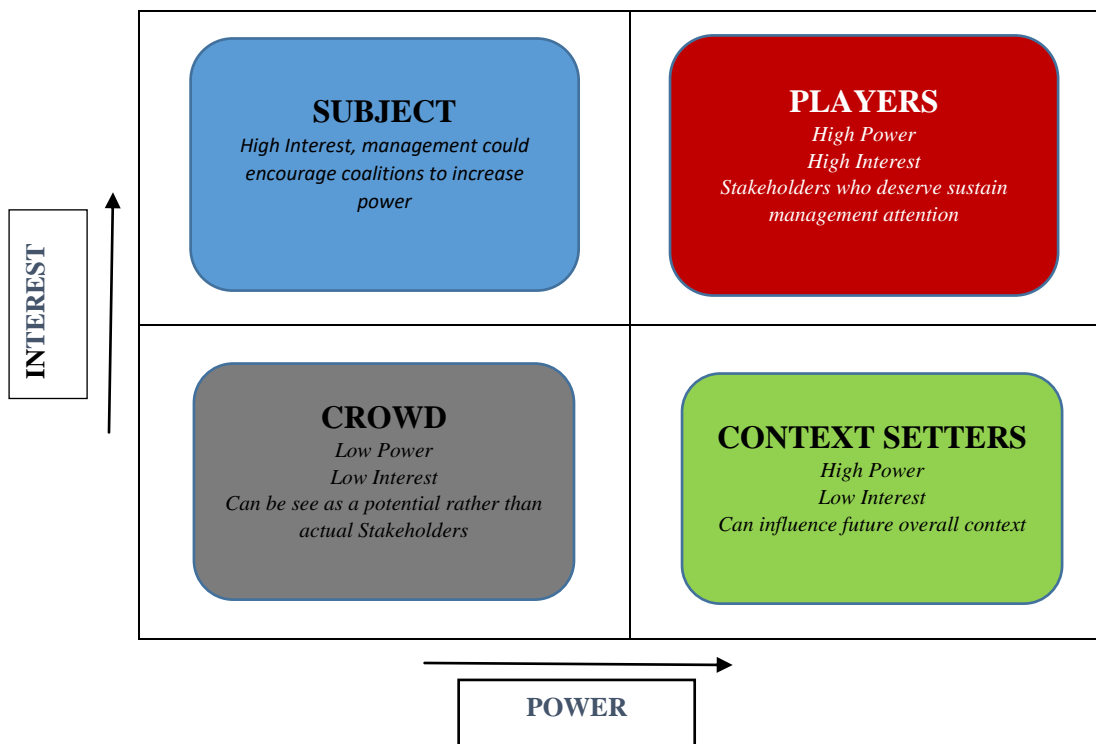 SUBJECT
High Interest, management could
encourage coalitions to increase
power
PLAYERS
High Power
High Interest
Stakeholders who deserve sustain
management attention
INTEREST
CROWD
Low Power
Low Interest
Can be see as a potential rather than
actual Stakeholders
CONTEXT SETTERS
High Power
Low Interest
Can influence future overall context
POWER